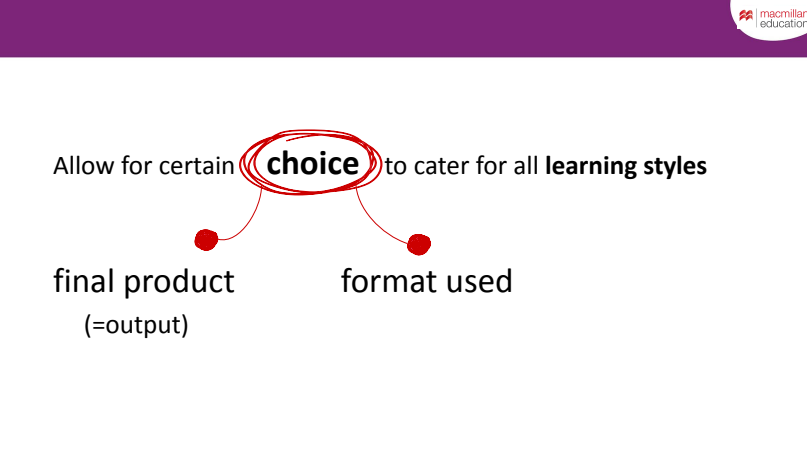 macmillan
education
Allow for certain choice to cater for all learning styles
final product
format used
(=output)